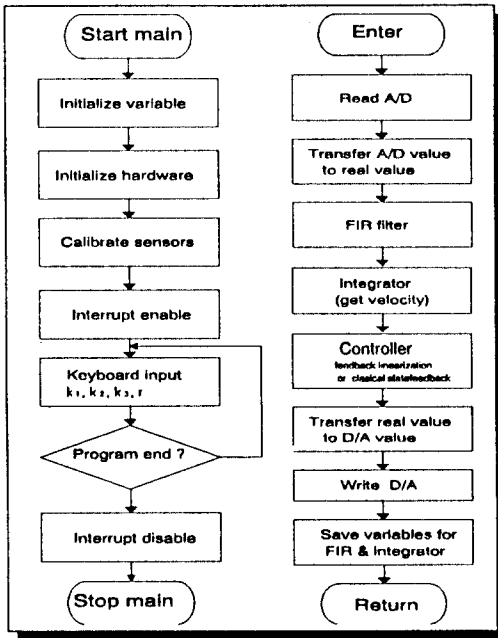 Start main
Initialize variable
Initialize hardware
Calibrate sensors
Interrupt enable
Keyboard input
k₁, k₂, k₃, r
Program end ?
Interrupt disable
Stop main
Enter
Read A/D
Transfer A/D value
to real value
FIR filter
Integrator
(get velocity)
Controller
feedback linearization
or classical statefeedback
Transfer real value
to D/A value
Write D/A
Save variables for
FIR & Integrator
Return